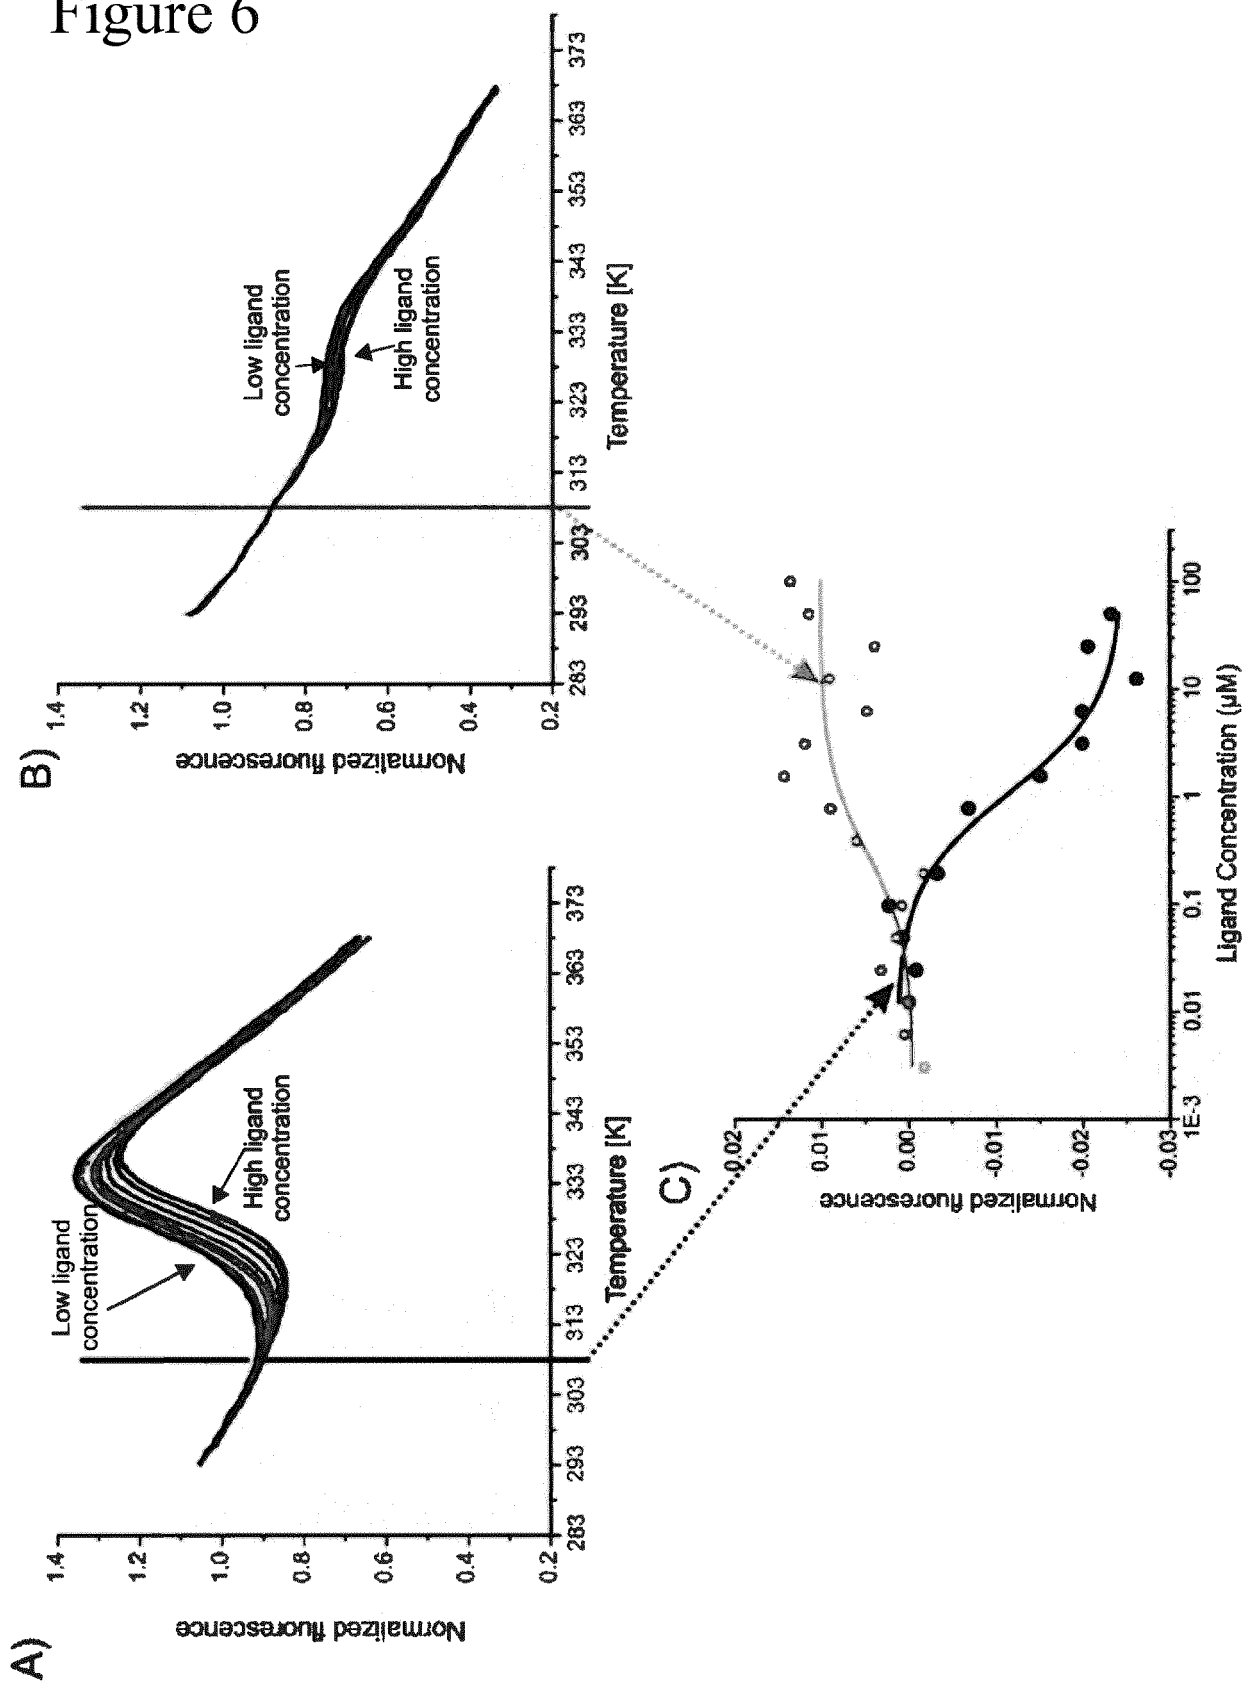 Figure 6
A)
Normalized fluorescence
1.4
1.2
1.0
0.8
0.6
0.4
0.2
283
293
303
313
323
333
343
353
363
373
Temperature [K]
Low ligand
concentration
High ligand
concentration
B)
Normalized fluorescence
1.4
1.2
1.0
0.8
0.6
0.4
0.2
283
293
303
313
323
333
343
353
363
373
Temperature [K]
Low ligand
concentration
High ligand
concentration
C)
Normalized fluorescence
0.02
0.01
0.00
-0.01
-0.02
-0.03
1E-3
0.01
0.1
1
10
100
Ligand Concentration (µM)